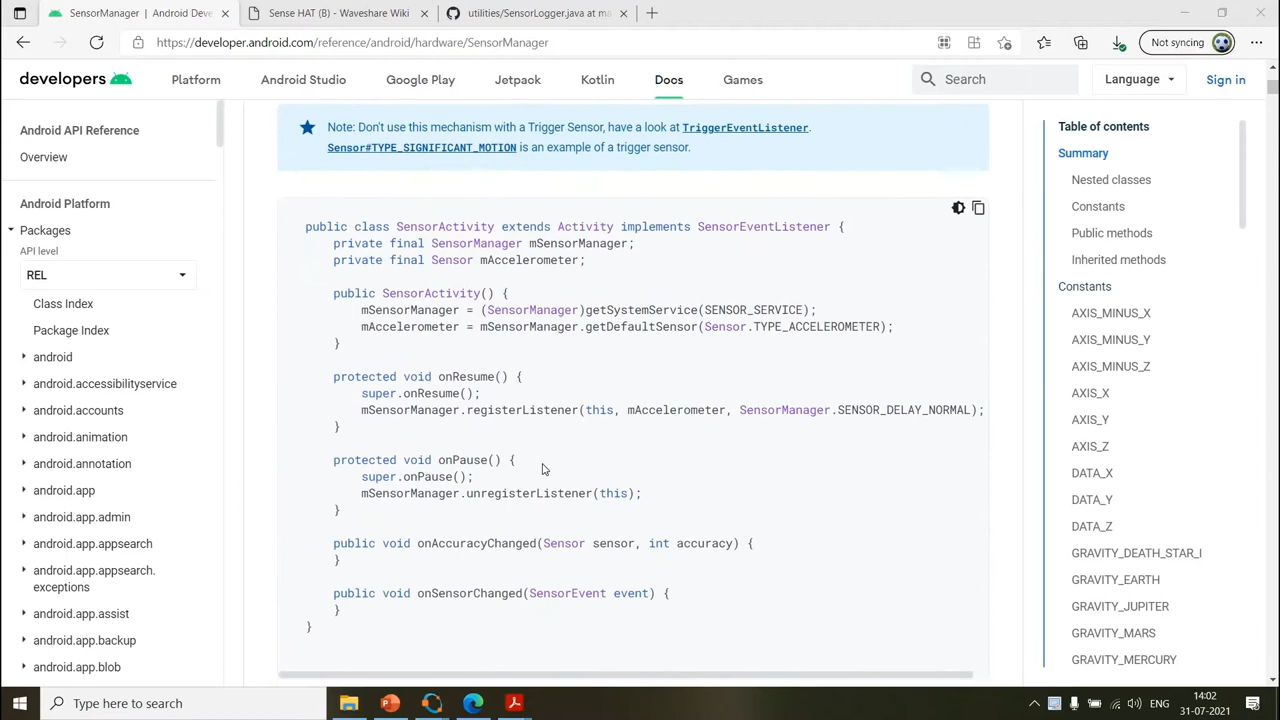 SensorManager | Android Deve
Sense HAT (B) - Waveshare Wiki
utilities/SensorLogger.java at ma
https://developer.android.com/reference/android/hardware/SensorManager
Not syncing
developers
Platform
Android Studio
Google Play
Jetpack
Kotlin
Docs
Games
Search
Language
Sign in
Android API Reference
Overview
Android Platform
Packages
API level
REL
Class Index
Package Index
android
android.accessibilityservice
android.accounts
android.animation
android.annotation
android.app
android.app.admin
android.app.appsearch
android.app.appsearch.
exceptions
android.app.assist
android.app.backup
android.app.blob
Note: Don't use this mechanism with a Trigger Sensor, have a look at TriggerEventListener.
Sensor#TYPE_SIGNIFICANT_MOTION is an example of a trigger sensor.
public class SensorActivity extends Activity implements SensorEventListener {
private final SensorManager mSensorManager;
private final Sensor mAccelerometer;
public SensorActivity() {
mSensorManager = (SensorManager)getSystemService(SENSOR_SERVICE);
mAccelerometer = mSensorManager.getDefaultSensor(Sensor.TYPE_ACCELEROMETER);
}
protected void onResume() {
super.onResume();
mSensorManager.registerListener(this, mAccelerometer, SensorManager.SENSOR_DELAY_NORMAL);
}
protected void onPause() {
super.onPause();
mSensorManager.unregisterListener(this);
}
public void onAccuracyChanged(Sensor sensor, int accuracy) {
}
public void onSensorChanged(SensorEvent event) {
}
}
Table of contents
Summary
Nested classes
Constants
Public methods
Inherited methods
Constants
AXIS_MINUS_X
AXIS_MINUS_Y
AXIS_MINUS_Z
AXIS_X
AXIS_Y
AXIS_Z
DATA_X
DATA_Y
DATA_Z
GRAVITY_DEATH_STAR_I
GRAVITY_EARTH
GRAVITY_JUPITER
GRAVITY_MARS
GRAVITY_MERCURY
Type here to search
ENG
14:02
31-07-2021